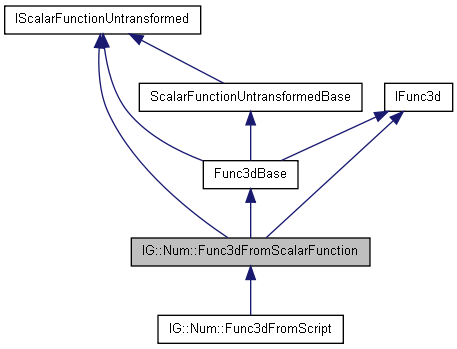 IScalarFunctionUntransformed
ScalarFunctionUntransformedBase
IFunc3d
Func3dBase
IG::Num::Func3dFromScalarFunction
IG::Num::Func3dFromScript